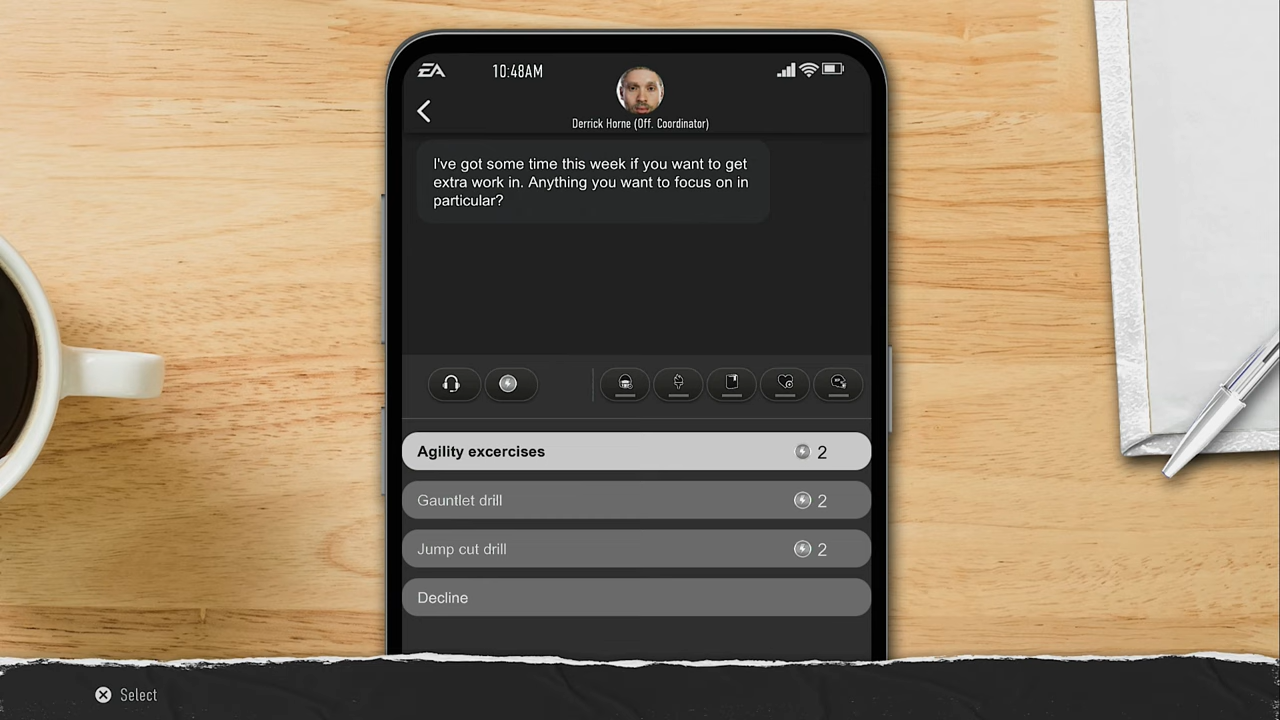 EA
10:48AM
Derrick Horne (Off. Coordinator)
I've got some time this week if you want to get
extra work in. Anything you want to focus on in
particular?
Agility excercises 2
Gauntlet drill 2
Jump cut drill 2
Decline
Select